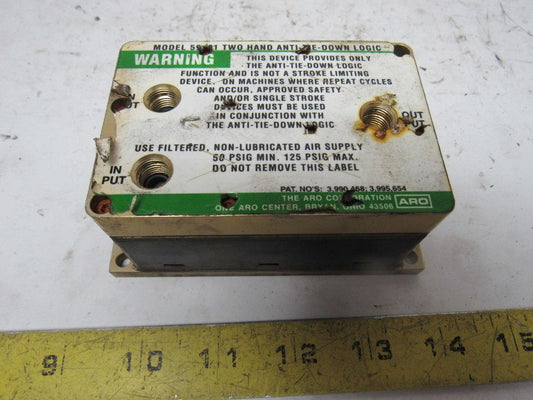 MODEL TWO HAND ANTI-TIE-DOWN LOGIC
WARNING
THIS DEVICE PROVIDES ONLY
THE ANTI-TIE-DOWN LOGIC
FUNCTION AND IS NOT A STROKE LIMITING
DEVICE, ON MACHINES WHERE REPEAT CYCLES
CAN OCCUR, APPROVED SAFETY
AND/OR SINGLE STROKE
DEVICES MUST BE USED
IN CONJUNCTION WITH
THE ANTI-TIE-DOWN LOGIC
IN
PUT
OUT
PUT
USE FILTERED, NON-LUBRICATED AIR SUPPLY
50 PSIG MIN. 125 PSIG MAX.
DO NOT REMOVE THIS LABEL
IN
PUT
PAT. NO'S: 3,990,468; 3,995,654
THE ARO CORPORATION
ONE ARO CENTER, BRYAN, OHIO 43506
ARO
9 10 11 12 13 14 15